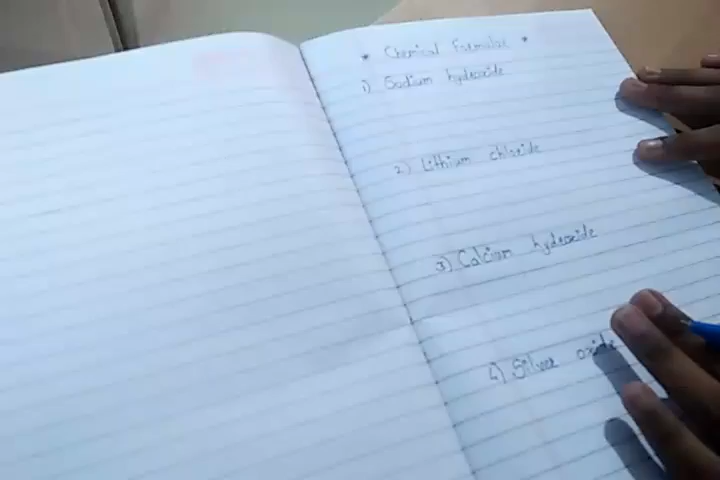 * Chemical Formulae *
1) Sodium hydroxide
2) Lithium chloride
3) Calcium hydroxide
4) Silver oxide